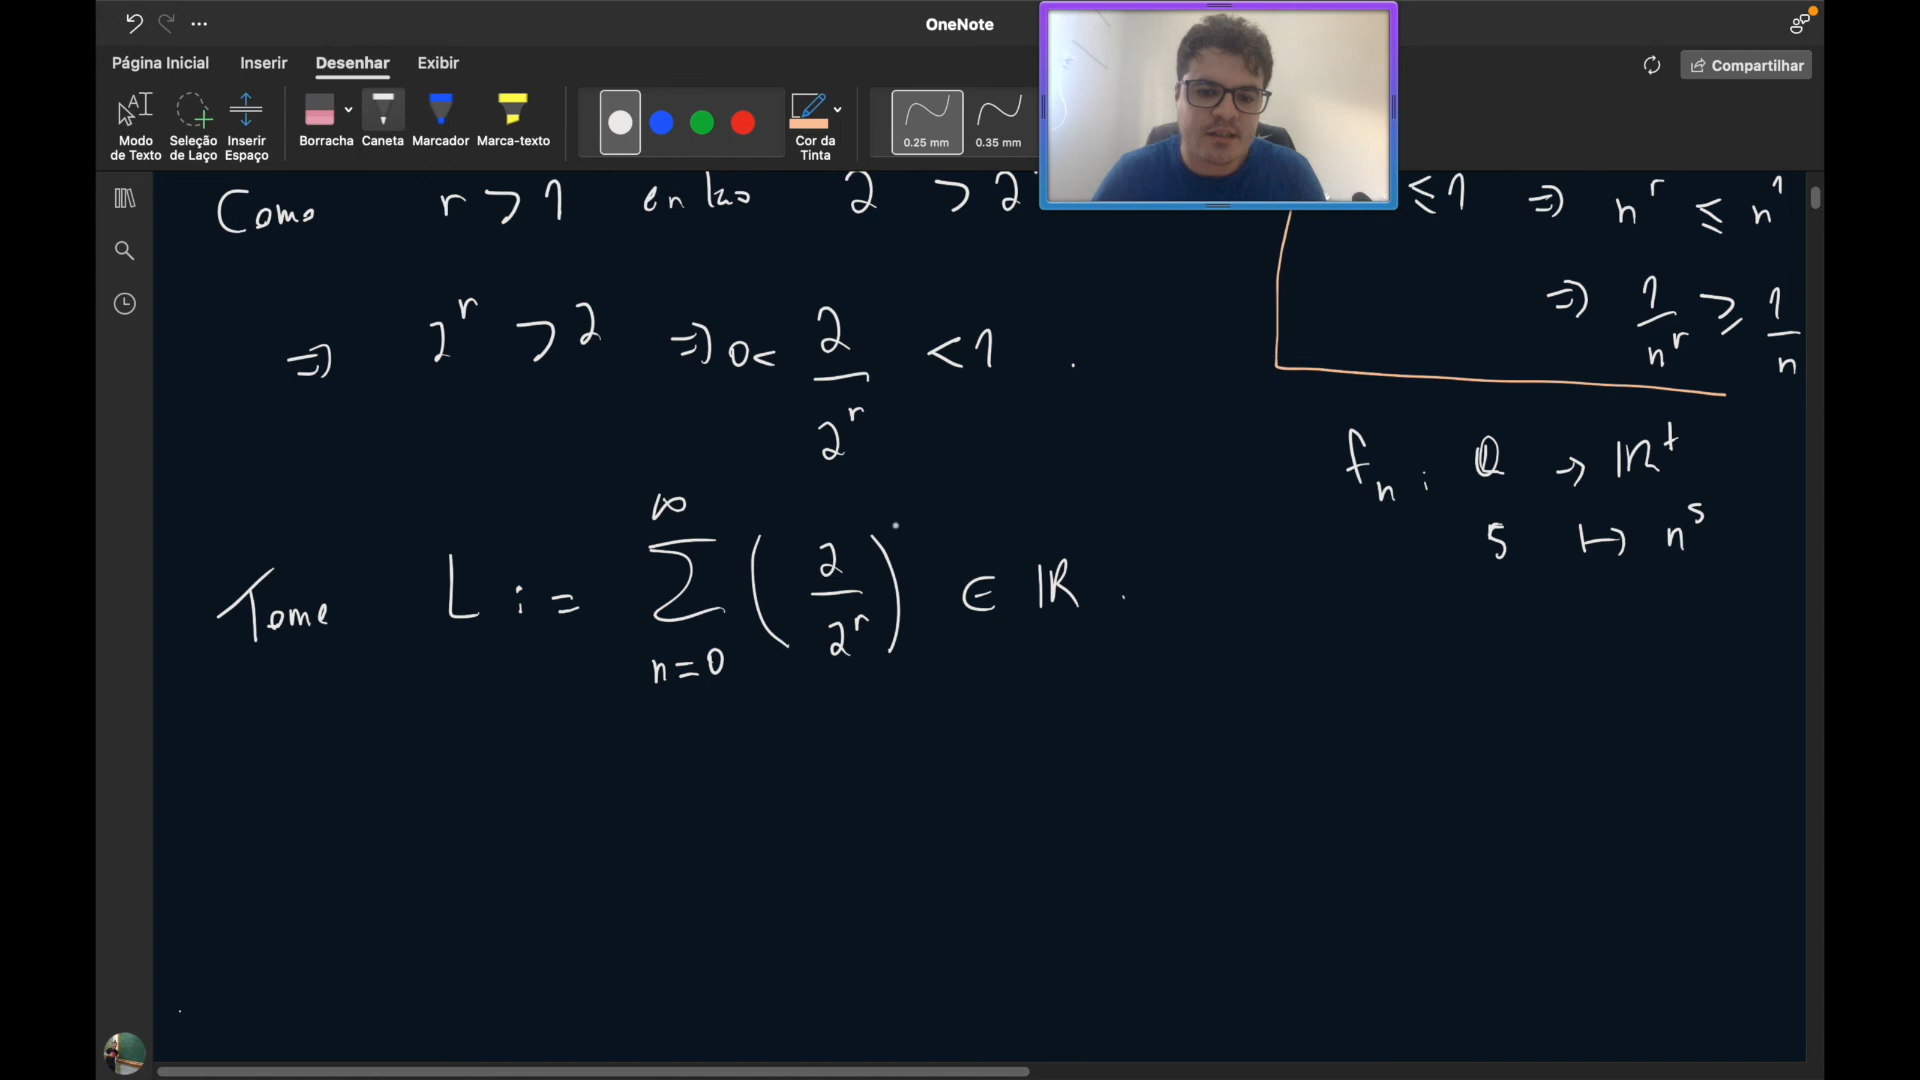 OneNote
Página Inicial Inserir Desenhar Exibir
Compartilhar
Modo de Texto Seleção de Laço Inserir Espaço Borracha Caneta Marcador Marca-texto Cor da Tinta 0.25 mm 0.35 mm
Como r > 1 então 2 > 2
≤ 1 ⇒ n^r ≤ n^1
⇒ 2^r > 2 ⇒ 0 < 2/2^r < 1 .
⇒ 1/n^r ≥ 1/n
f_n : Q → IR^+
s ↦ n^s
Tome L := ∑_{n=0}^{∞} (2/2^r) ∈ IR .